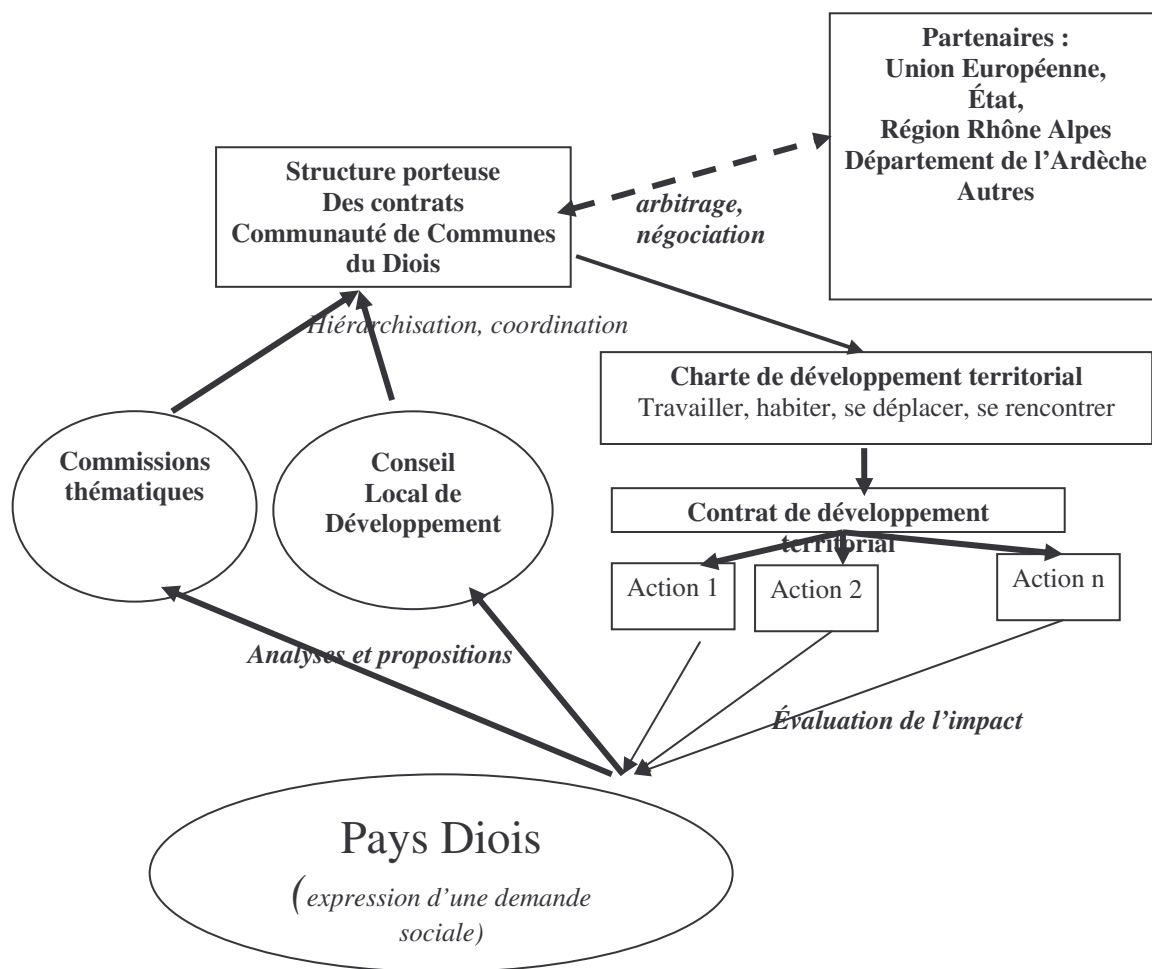 Partenaires :
Union Européenne,
État,
Région Rhône Alpes
Département de l'Ardèche
Autres
Structure porteuse
Des contrats
Communauté de Communes
du Diois
arbitrage,
négociation
Hiérarchisation, coordination
Charte de développement territorial
Travailler, habiter, se déplacer, se rencontrer
Commissions
thématiques
Conseil
Local de
Développement
Contrat de développement
territorial
Action 1
Action 2
Action n
Analyses et propositions
Évaluation de l'impact
Pays Diois
(expression d'une demande
sociale)